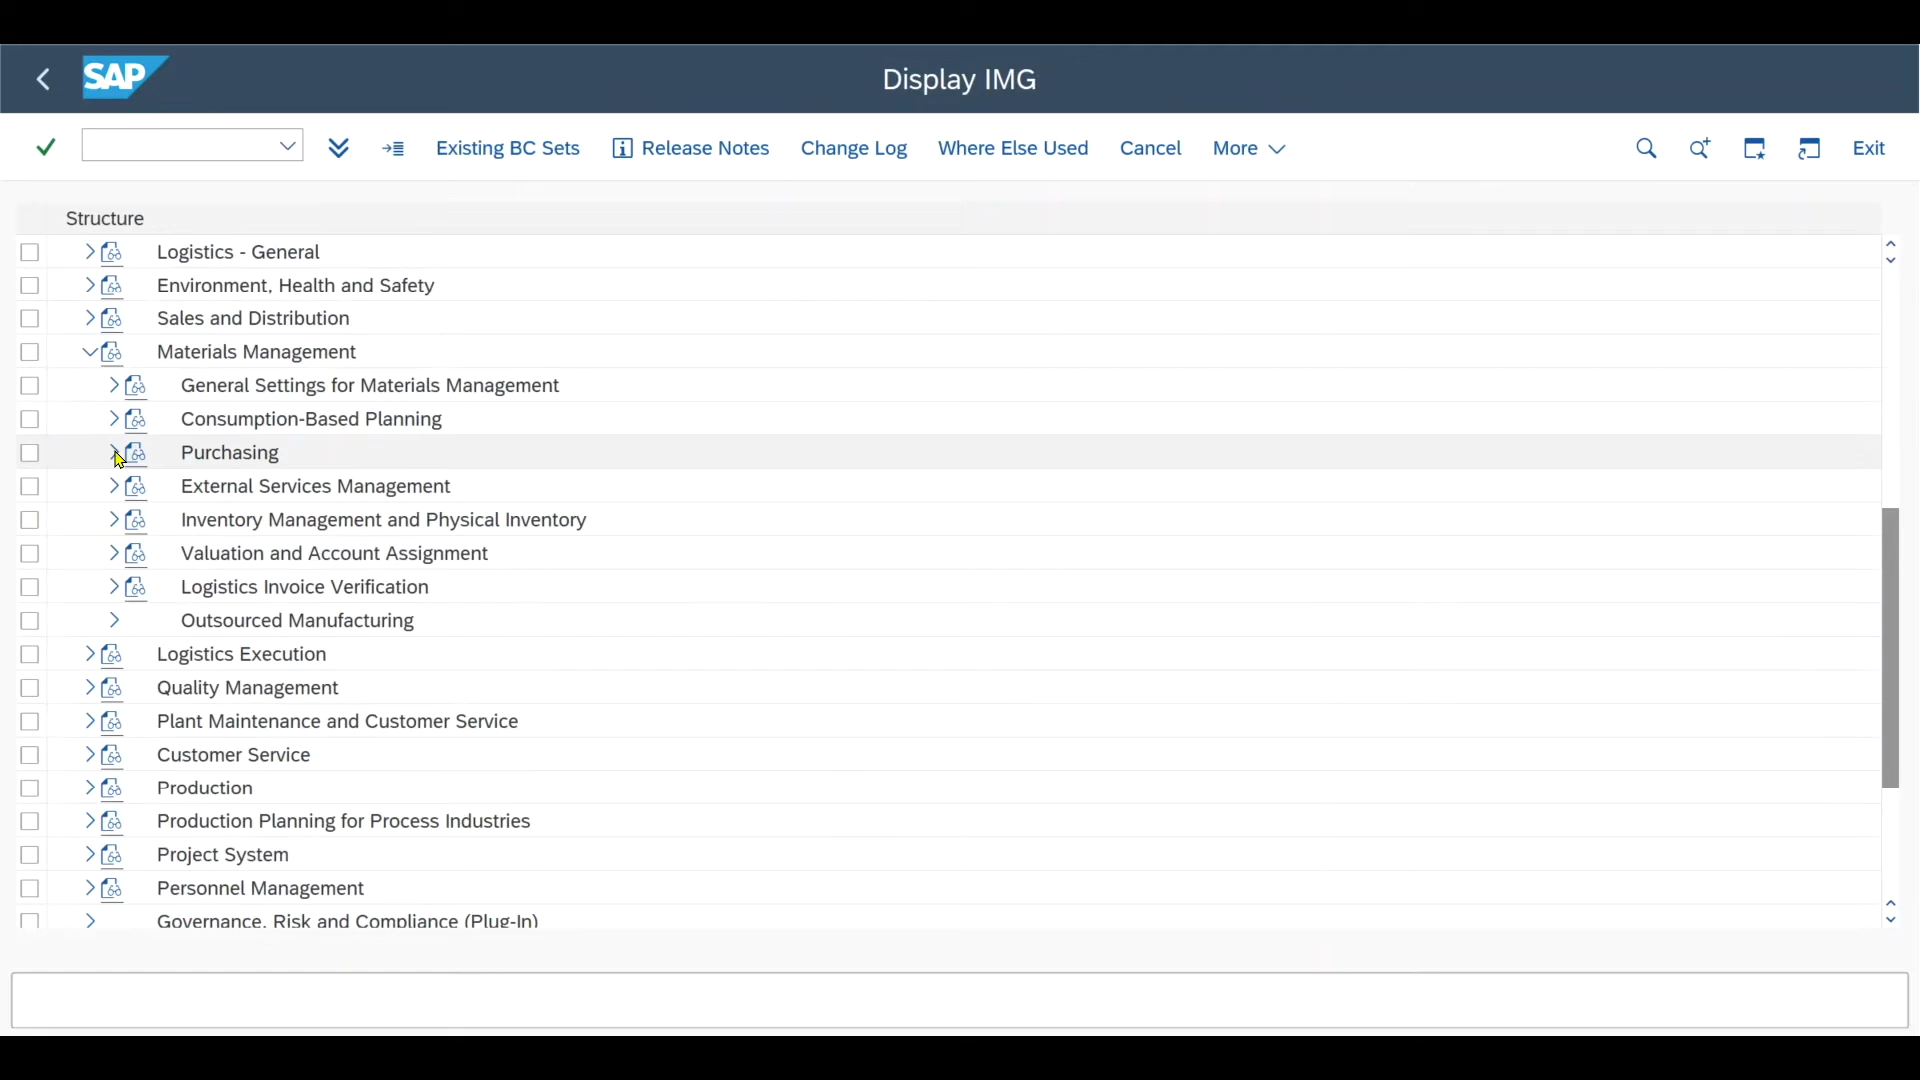 SAP
Display IMG
Existing BC Sets
Release Notes
Change Log
Where Else Used
Cancel
More
Exit
Structure
Logistics - General
Environment, Health and Safety
Sales and Distribution
Materials Management
General Settings for Materials Management
Consumption-Based Planning
Purchasing
External Services Management
Inventory Management and Physical Inventory
Valuation and Account Assignment
Logistics Invoice Verification
Outsourced Manufacturing
Logistics Execution
Quality Management
Plant Maintenance and Customer Service
Customer Service
Production
Production Planning for Process Industries
Project System
Personnel Management
Governance, Risk and Compliance (Plug-In)